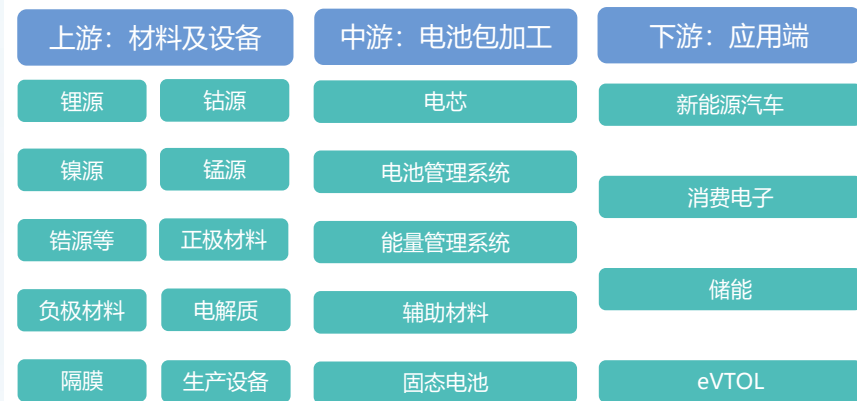 上游：材料及设备
中游：电池包加工
下游：应用端
锂源
钴源
电芯
新能源汽车
镍源
锰源
电池管理系统
消费电子
锆源等
正极材料
能量管理系统
储能
负极材料
电解质
辅助材料
隔膜
生产设备
固态电池
eVTOL